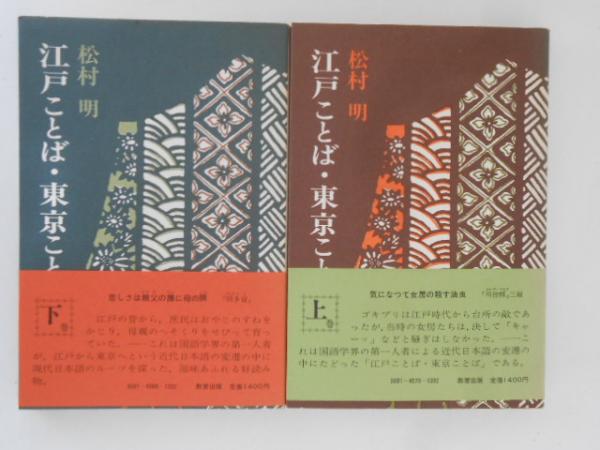 松村 明
江戸ことば・東京こと
悲しさは親父の臑に母の臍
下巻
江戸の昔から、庶民はおやじのすねを
かじり、母親のへそくりをせびって育っ
ていた。――これは国語学界の第一人者
が、江戸から東京へという近代日本語の変遷の中に
現代日本語のルーツを探った、興味あふれる好読み
物。
教育出版 定価1400円
松村 明
江戸ことば・東京こと
気になつて女房の殺す油虫
上巻
ゴキブリは江戸時代から台所の敵であ
ったが、当時の女房たちは、決して「キャ
ーッ」などと騒ぎはしなかった。――こ
れは国語学界の第一人者による近代日本語の変遷の
中にたどった「江戸ことば・東京ことば」である。
教育出版 定価1400円